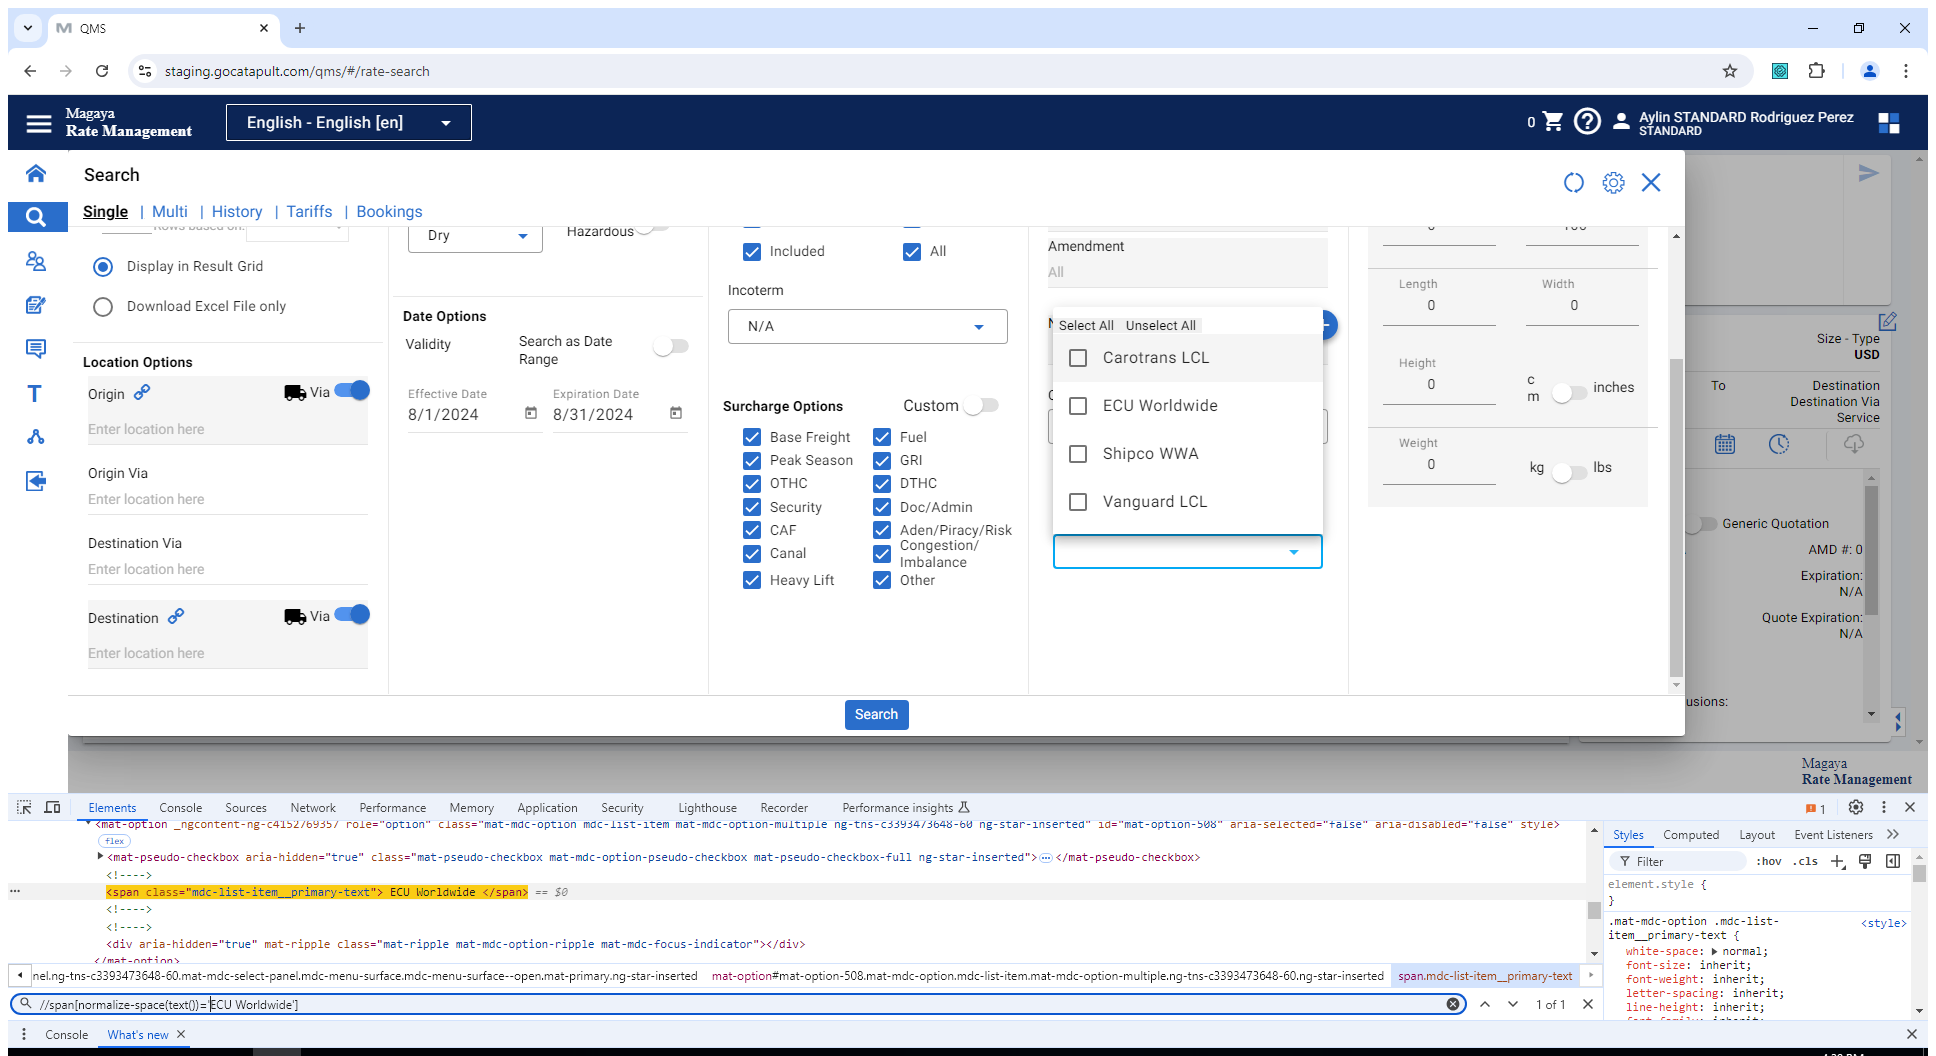 QMS
staging.gocatapult.com/qms/#/rate-search
Magaya
Rate Management
English - English [en]
0
Aylin STANDARD Rodriguez Perez
STANDARD
Search
Single | Multi | History | Tariffs | Bookings
Rows based on:
Display in Result Grid
Download Excel File only
Location Options
Origin
Via
Enter location here
Origin Via
Enter location here
Destination Via
Enter location here
Destination
Via
Enter location here
Dry
Hazardous
Date Options
Validity
Search as Date
Range
Effective Date
8/1/2024
Expiration Date
8/31/2024
Included
All
Incoterm
N/A
Surcharge Options
Custom
Base Freight
Fuel
Peak Season
GRI
OTHC
DTHC
Security
Doc/Admin
CAF
Aden/Piracy/Risk
Canal
Congestion/
Imbalance
Heavy Lift
Other
Amendment
All
Select All Unselect All
Carotrans LCL
ECU Worldwide
Shipco WWA
Vanguard LCL
0
100
Length
0
Width
0
Height
0
c
m
inches
Weight
0
kg
lbs
Search
Size - Type
USD
To
Destination
Destination Via
Service
Generic Quotation
AMD #: 0
Expiration:
N/A
Quote Expiration:
N/A
usions:
Magaya
Rate Management
Elements Console Sources Network Performance Memory Application Security Lighthouse Recorder Performance insights
1
<mat-option _ngcontent-ng-c4152769357 role="option" class="mat-mdc-option mdc-list-item mat-mdc-option-multiple ng-tns-c3393473648-60 ng-star-inserted" id="mat-option-508" aria-selected="false" aria-disabled="false" style>
flex
<mat-pseudo-checkbox aria-hidden="true" class="mat-pseudo-checkbox mat-mdc-option-pseudo-checkbox mat-pseudo-checkbox-full ng-star-inserted">…</mat-pseudo-checkbox>
<!---->
<span class="mdc-list-item__primary-text"> ECU Worldwide </span> == $0
<!---->
<!---->
<div aria-hidden="true" mat-ripple class="mat-ripple mat-mdc-option-ripple mat-mdc-focus-indicator"></div>
</mat-option>
nel.ng-tns-c3393473648-60.mat-mdc-select-panel.mdc-menu-surface.mdc-menu-surface--open.mat-primary.ng-star-inserted mat-option#mat-option-508.mat-mdc-option.mdc-list-item.mat-mdc-option-multiple.ng-tns-c3393473648-60.ng-star-inserted span.mdc-list-item__primary-text
//span[normalize-space(text())='ECU Worldwide']
1 of 1
Styles Computed Layout Event Listeners
Filter
:hov .cls
element.style {
}
.mat-mdc-option .mdc-list-
item__primary-text {
<style>
white-space: normal;
font-size: inherit;
font-weight: inherit;
letter-spacing: inherit;
line-height: inherit;
font-family: inherit;
Console What's new